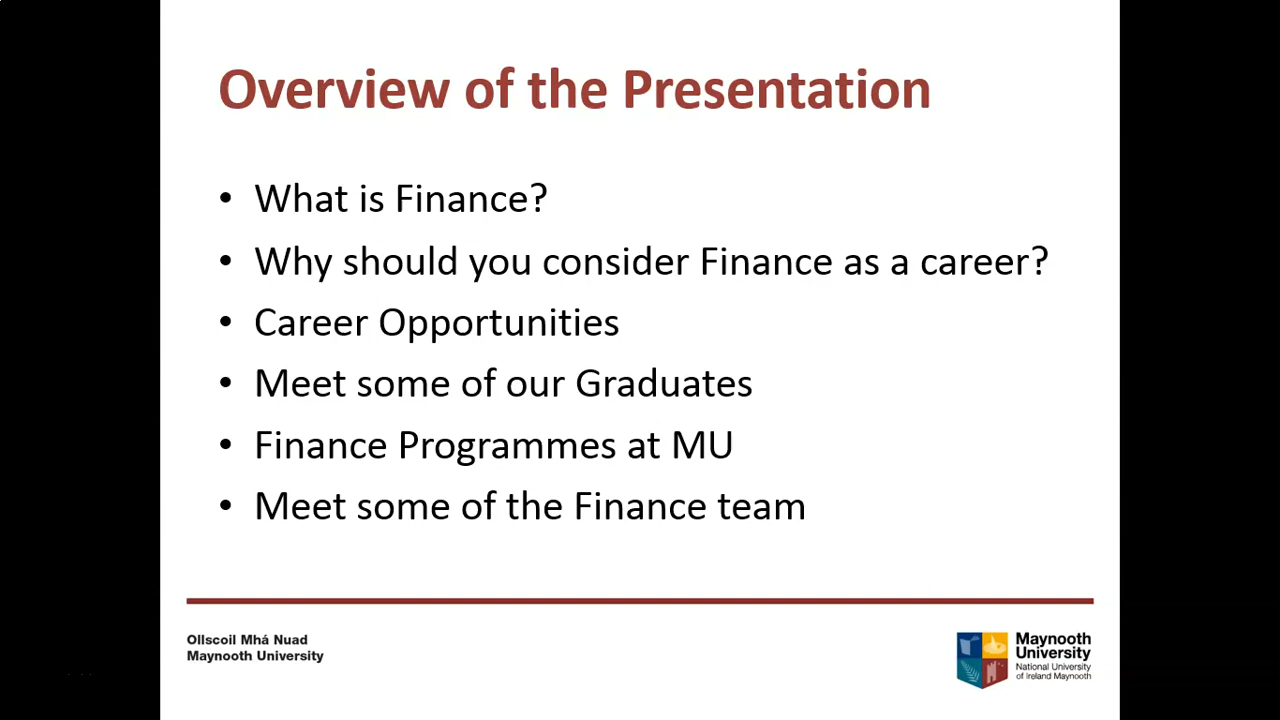 Overview of the Presentation
• What is Finance?
• Why should you consider Finance as a career?
• Career Opportunities
• Meet some of our Graduates
• Finance Programmes at MU
• Meet some of the Finance team
Ollscoil Mhá Nuad
Maynooth University
Maynooth
University
National University
of Ireland Maynooth